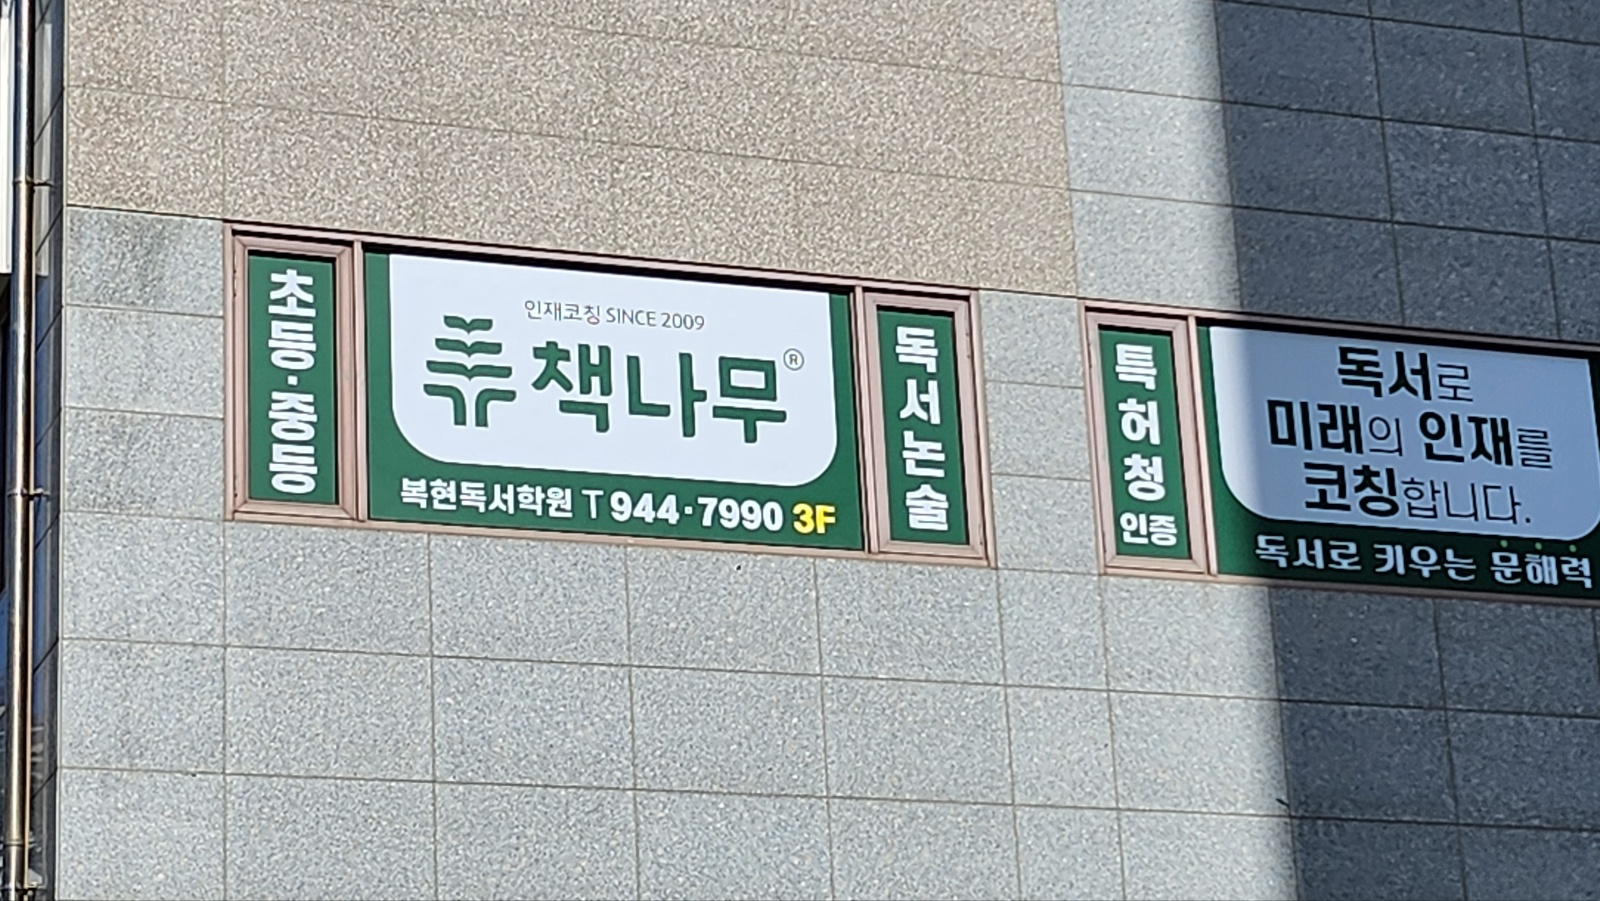 초등·중등
인재코칭 SINCE 2009
책나무®
복현독서학원 T 944·7990 3F
독서논술
특허청
인증
독서로
미래의 인재를
코칭합니다.
독서로 키우는 문해력